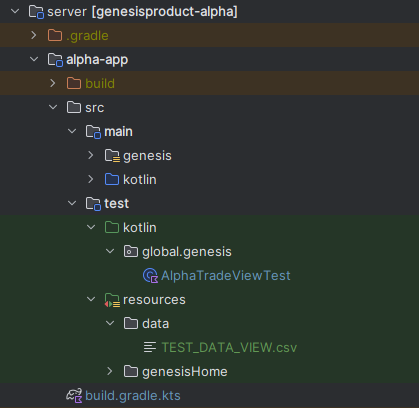 server [genesisproduct-alpha]
.gradle
alpha-app
build
src
main
genesis
kotlin
test
kotlin
global.genesis
AlphaTradeViewTest
resources
data
TEST_DATA_VIEW.csv
genesisHome
build.gradle.kts